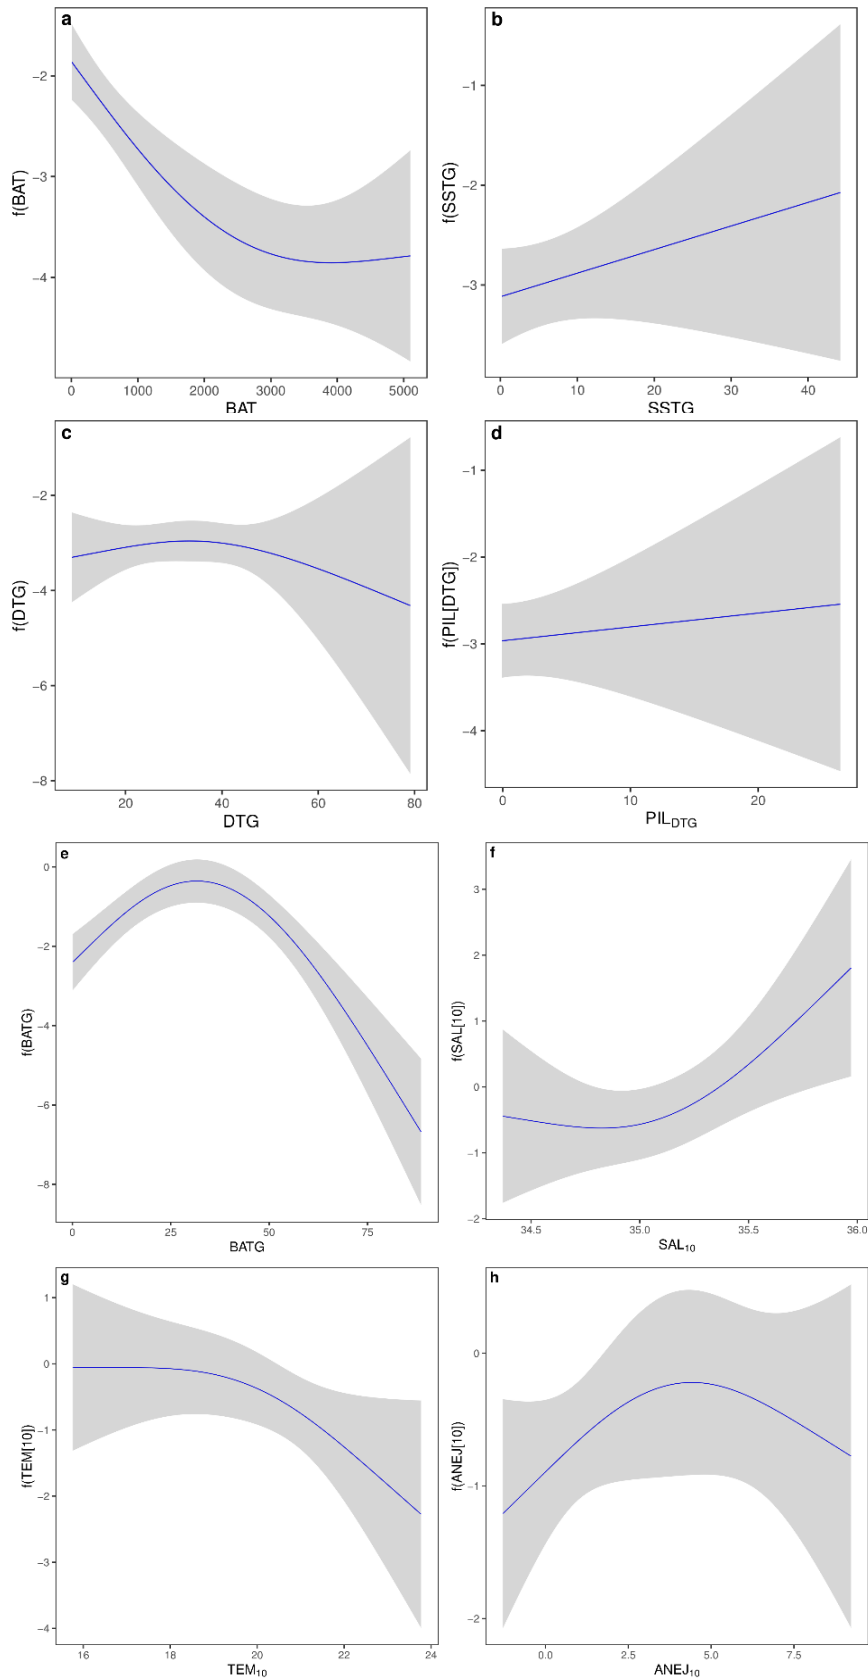 a
−2
−3
−4
f(BAT)
0 1000 2000 3000 4000 5000
BAT
b
−1
−2
−3
f(SSTG)
0 10 20 30 40
SSTG
c
−2
−4
−6
−8
f(DTG)
20 40 60 80
DTG
d
−1
−2
−3
−4
f(PIL[DTG])
0 10 20
PIL_DTG
e
0
−2
−4
−6
−8
f(BATG)
0 25 50 75
BATG
f
3
2
1
0
−1
−2
f(SAL[10])
34.5 35.0 35.5 36.0
SAL₁₀
g
1
0
−1
−2
−3
−4
f(TEM[10])
16 18 20 22 24
TEM₁₀
h
0
−1
−2
f(ANEJ[10])
0.0 2.5 5.0 7.5
ANEJ₁₀